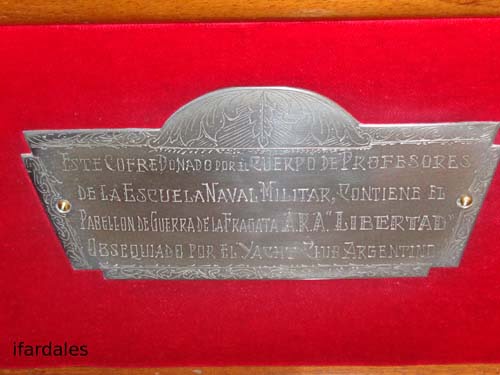 ESTE COFRE DONADO POR EL CUERPO DE PROFESORES
DE LA ESCUELA NAVAL MILITAR, CONTIENE EL
PABELLON DE GUERRA DE LA FRAGATA A.R.A. "LIBERTAD"
OBSEQUIADO POR EL YACHT CLUB ARGENTINO
ifardales